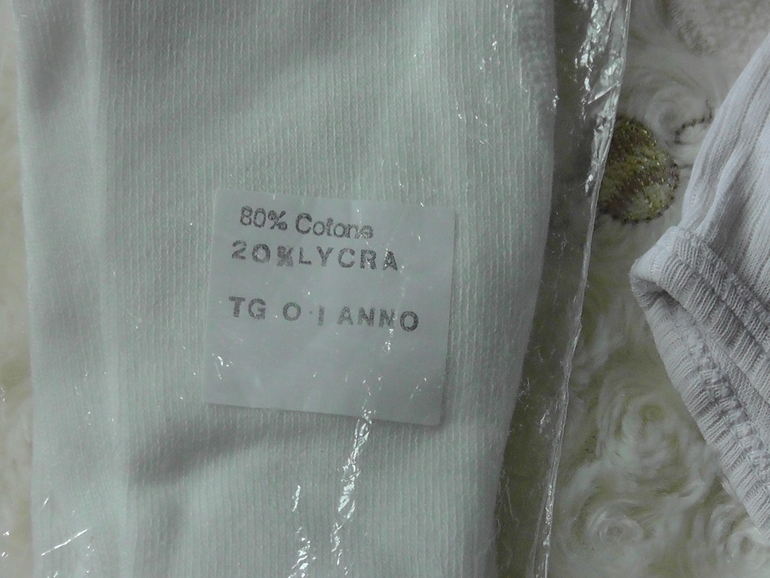 80% Cotone
20%LYCRA
TG 0·1 ANNO